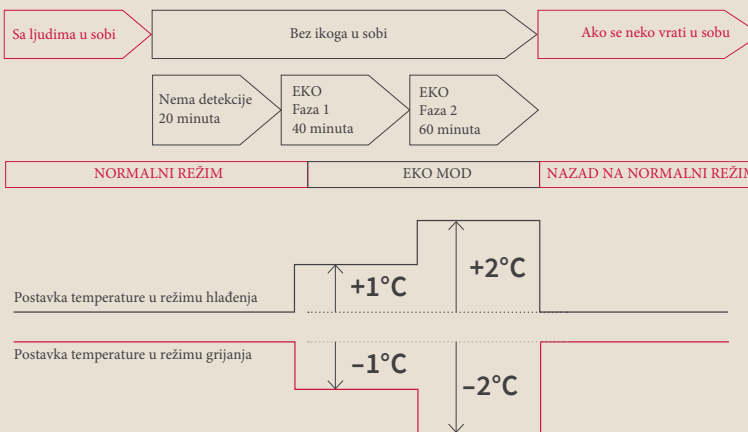 Sa ljudima u sobi
Bez ikoga u sobi
Ako se neko vrati u sobu
Nema detekcije
20 minuta
EKO
Faza 1
40 minuta
EKO
Faza 2
60 minuta
NORMALNI REŽIM
EKO MOD
NAZAD NA NORMALNI REŽIM
+1°C
+2°C
Postavka temperature u režimu hlađenja
Postavka temperature u režimu grijanja
–1°C
–2°C